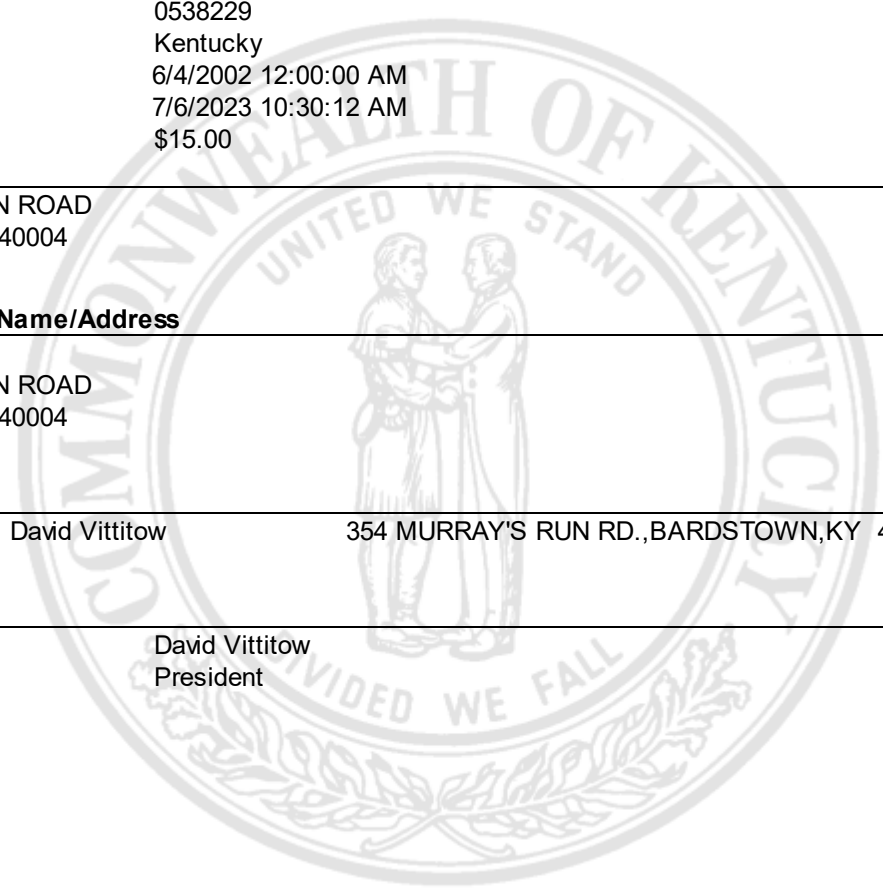 0538229
Kentucky
6/4/2002 12:00:00 AM
7/6/2023 10:30:12 AM
$15.00
N ROAD
40004
Name/Address
N ROAD
40004
David Vittitow 354 MURRAY'S RUN RD.,BARDSTOWN,KY 4
David Vittitow
President
COMMONWEALTH OF KENTUCKY
UNITED WE STAND
DIVIDED WE FALL